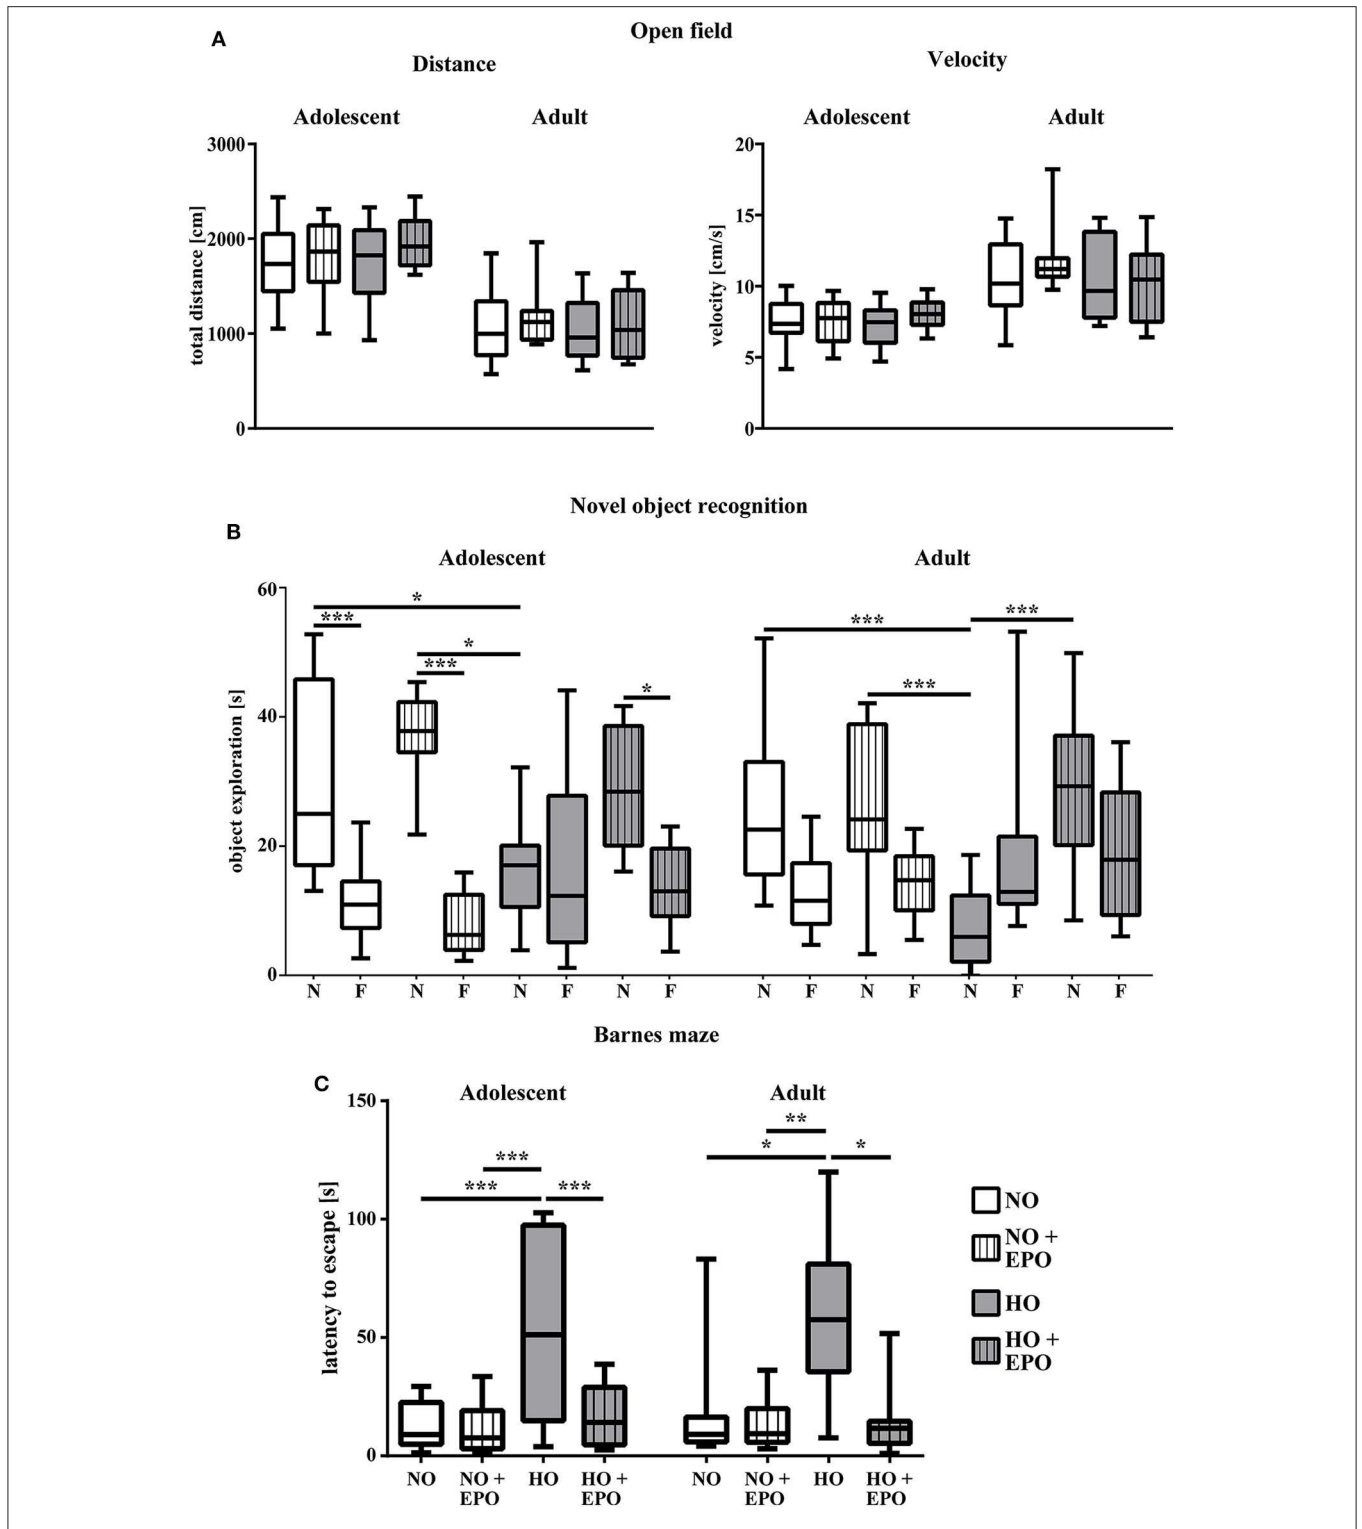 A
Open field
Distance
Velocity
Adolescent
Adult
Adolescent
Adult
total distance [cm]
3000
2000
1000
0
velocity [cm/s]
20
15
10
5
0
Novel object recognition
B
Adolescent
Adult
object exploration [s]
60
40
20
0
*
***
*
***
*
***
***
***
N F N F N F N F N F N F N F N F
Barnes maze
C
Adolescent
Adult
latency to escape [s]
150
100
50
0
***
***
***
**
*
*
NO
NO +
EPO
HO
HO +
EPO
NO
NO +
EPO
HO
HO +
EPO
NO
NO +
EPO
HO
HO +
EPO